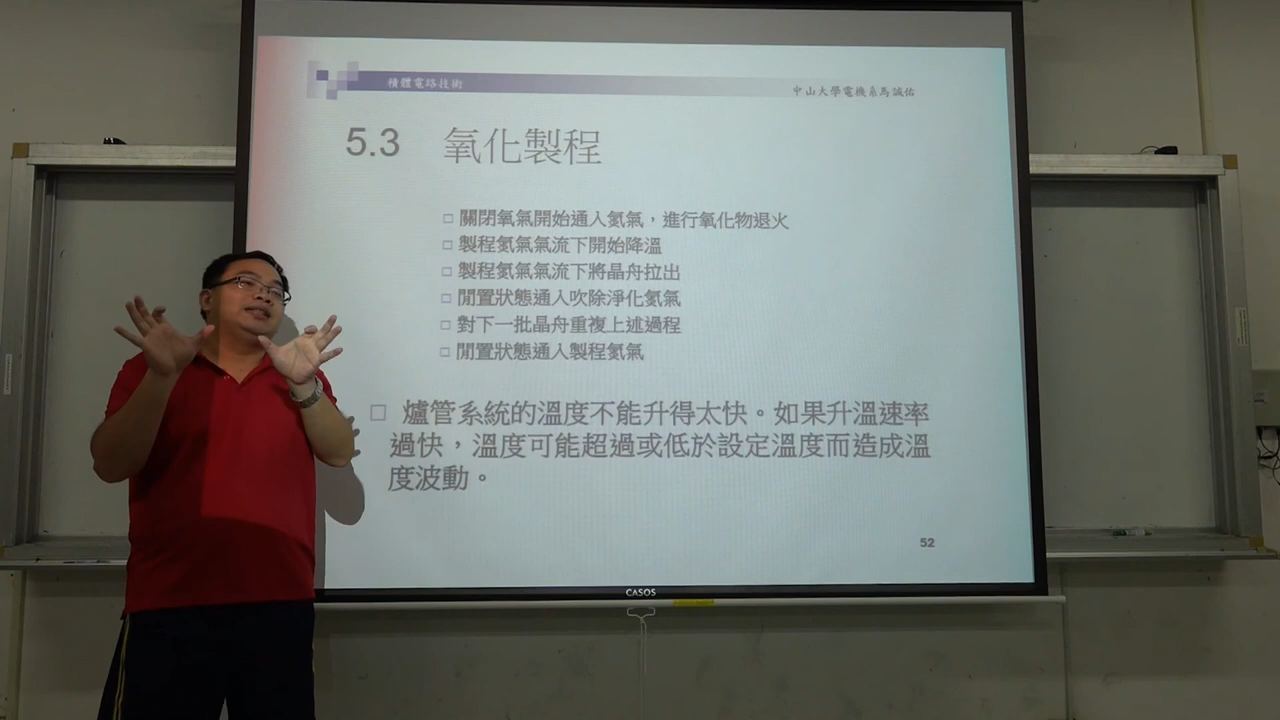 積體電路技術
中山大學電機系馬誠佑
5.3 氧化製程
□ 關閉氧氣開始通入氮氣，進行氧化物退火
□ 製程氮氣氣流下開始降溫
□ 製程氮氣氣流下將晶舟拉出
□ 閒置狀態通入吹除淨化氮氣
□ 對下一批晶舟重複上述過程
□ 閒置狀態通入製程氮氣
□ 爐管系統的溫度不能升得太快。如果升溫速率
過快，溫度可能超過或低於設定溫度而造成溫
度波動。
52
CASOS